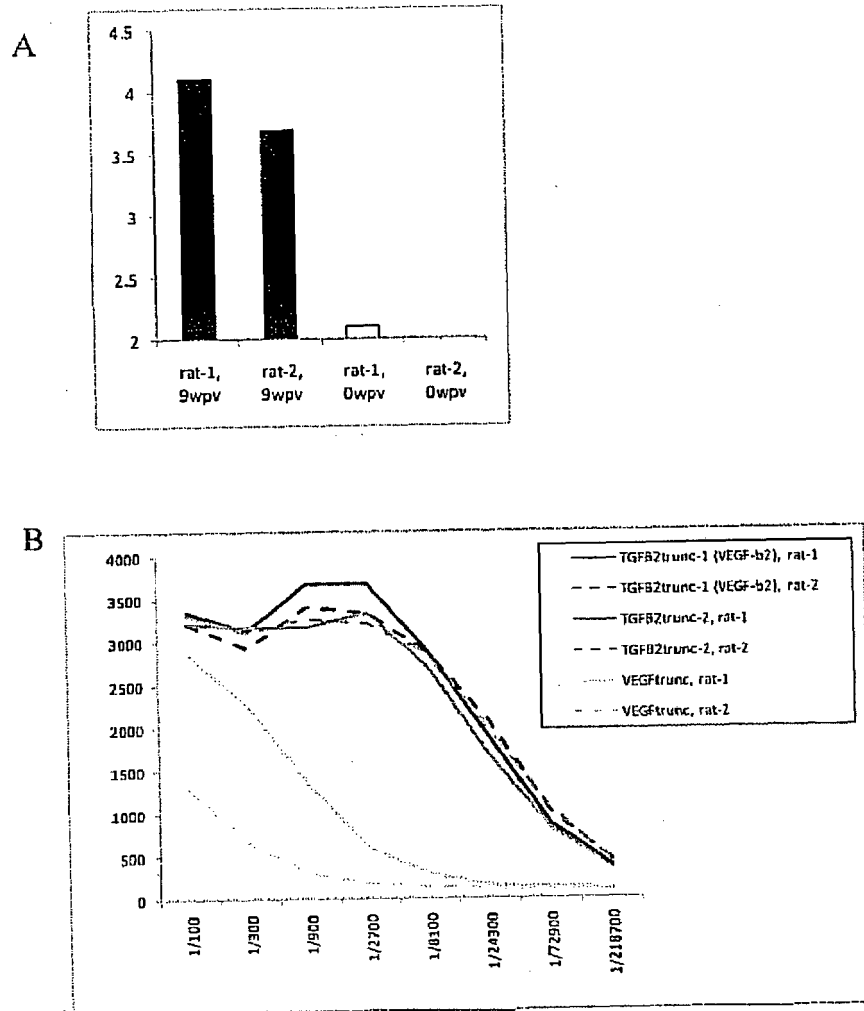 A
4.5
4
3.5
3
2.5
2
rat-1, 9wpv
rat-2, 9wpv
rat-1, 0wpv
rat-2, 0wpv
B
4000
3500
3000
2500
2000
1500
1000
500
0
1/100
1/300
1/900
1/2700
1/8100
1/24300
1/72900
1/218700
TGFB2trunc-1 (VEGF-b2), rat-1
TGFB2trunc-1 (VEGF-b2), rat-2
TGFB2trunc-2, rat-1
TGFB2trunc-2, rat-2
VEGFtrunc, rat-1
VEGFtrunc, rat-2